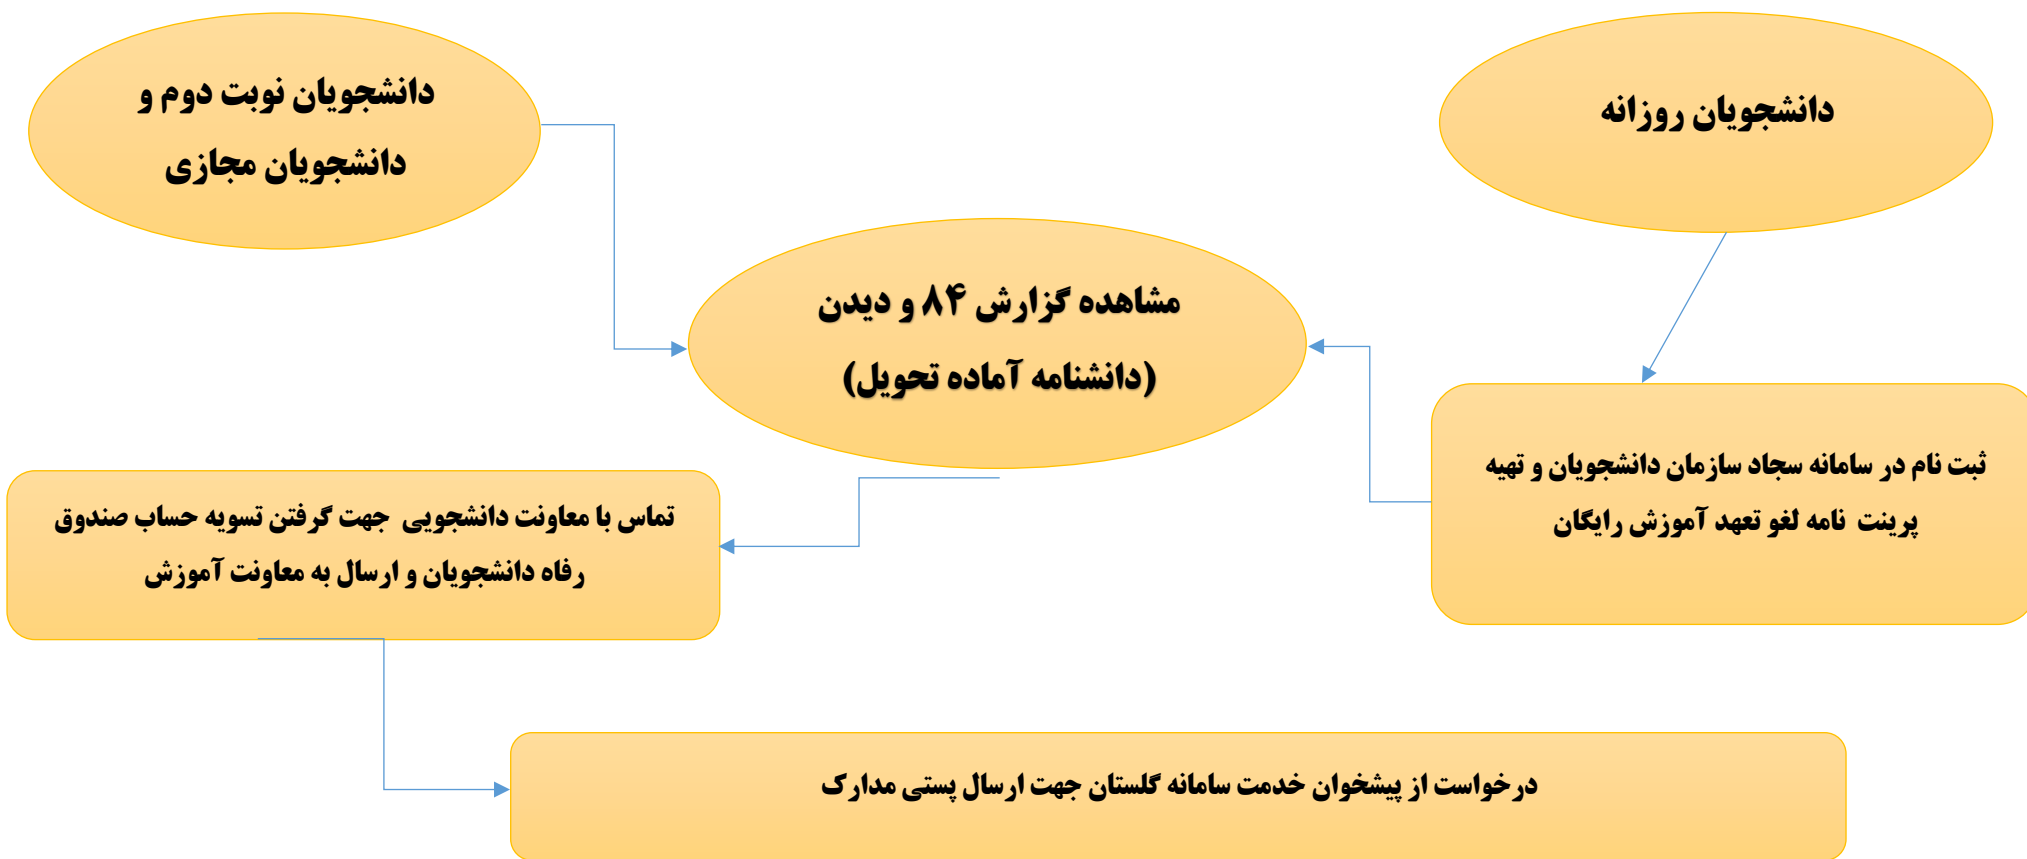 دانشجویان روزانه
دانشجویان نوبت دوم و
دانشجویان مجازی
مشاهده گزارش ۸۴ و دیدن
(دانشنامه آماده تحویل)
ثبت نام در سامانه سجاد سازمان دانشجویان و تهیه
پرینت نامه لغو تعهد آموزش رایگان
تماس با معاونت دانشجویی جهت گرفتن تسویه حساب صندوق
رفاه دانشجویان و ارسال به معاونت آموزش
درخواست از پیشخوان خدمت سامانه گلستان جهت ارسال پستی مدارک